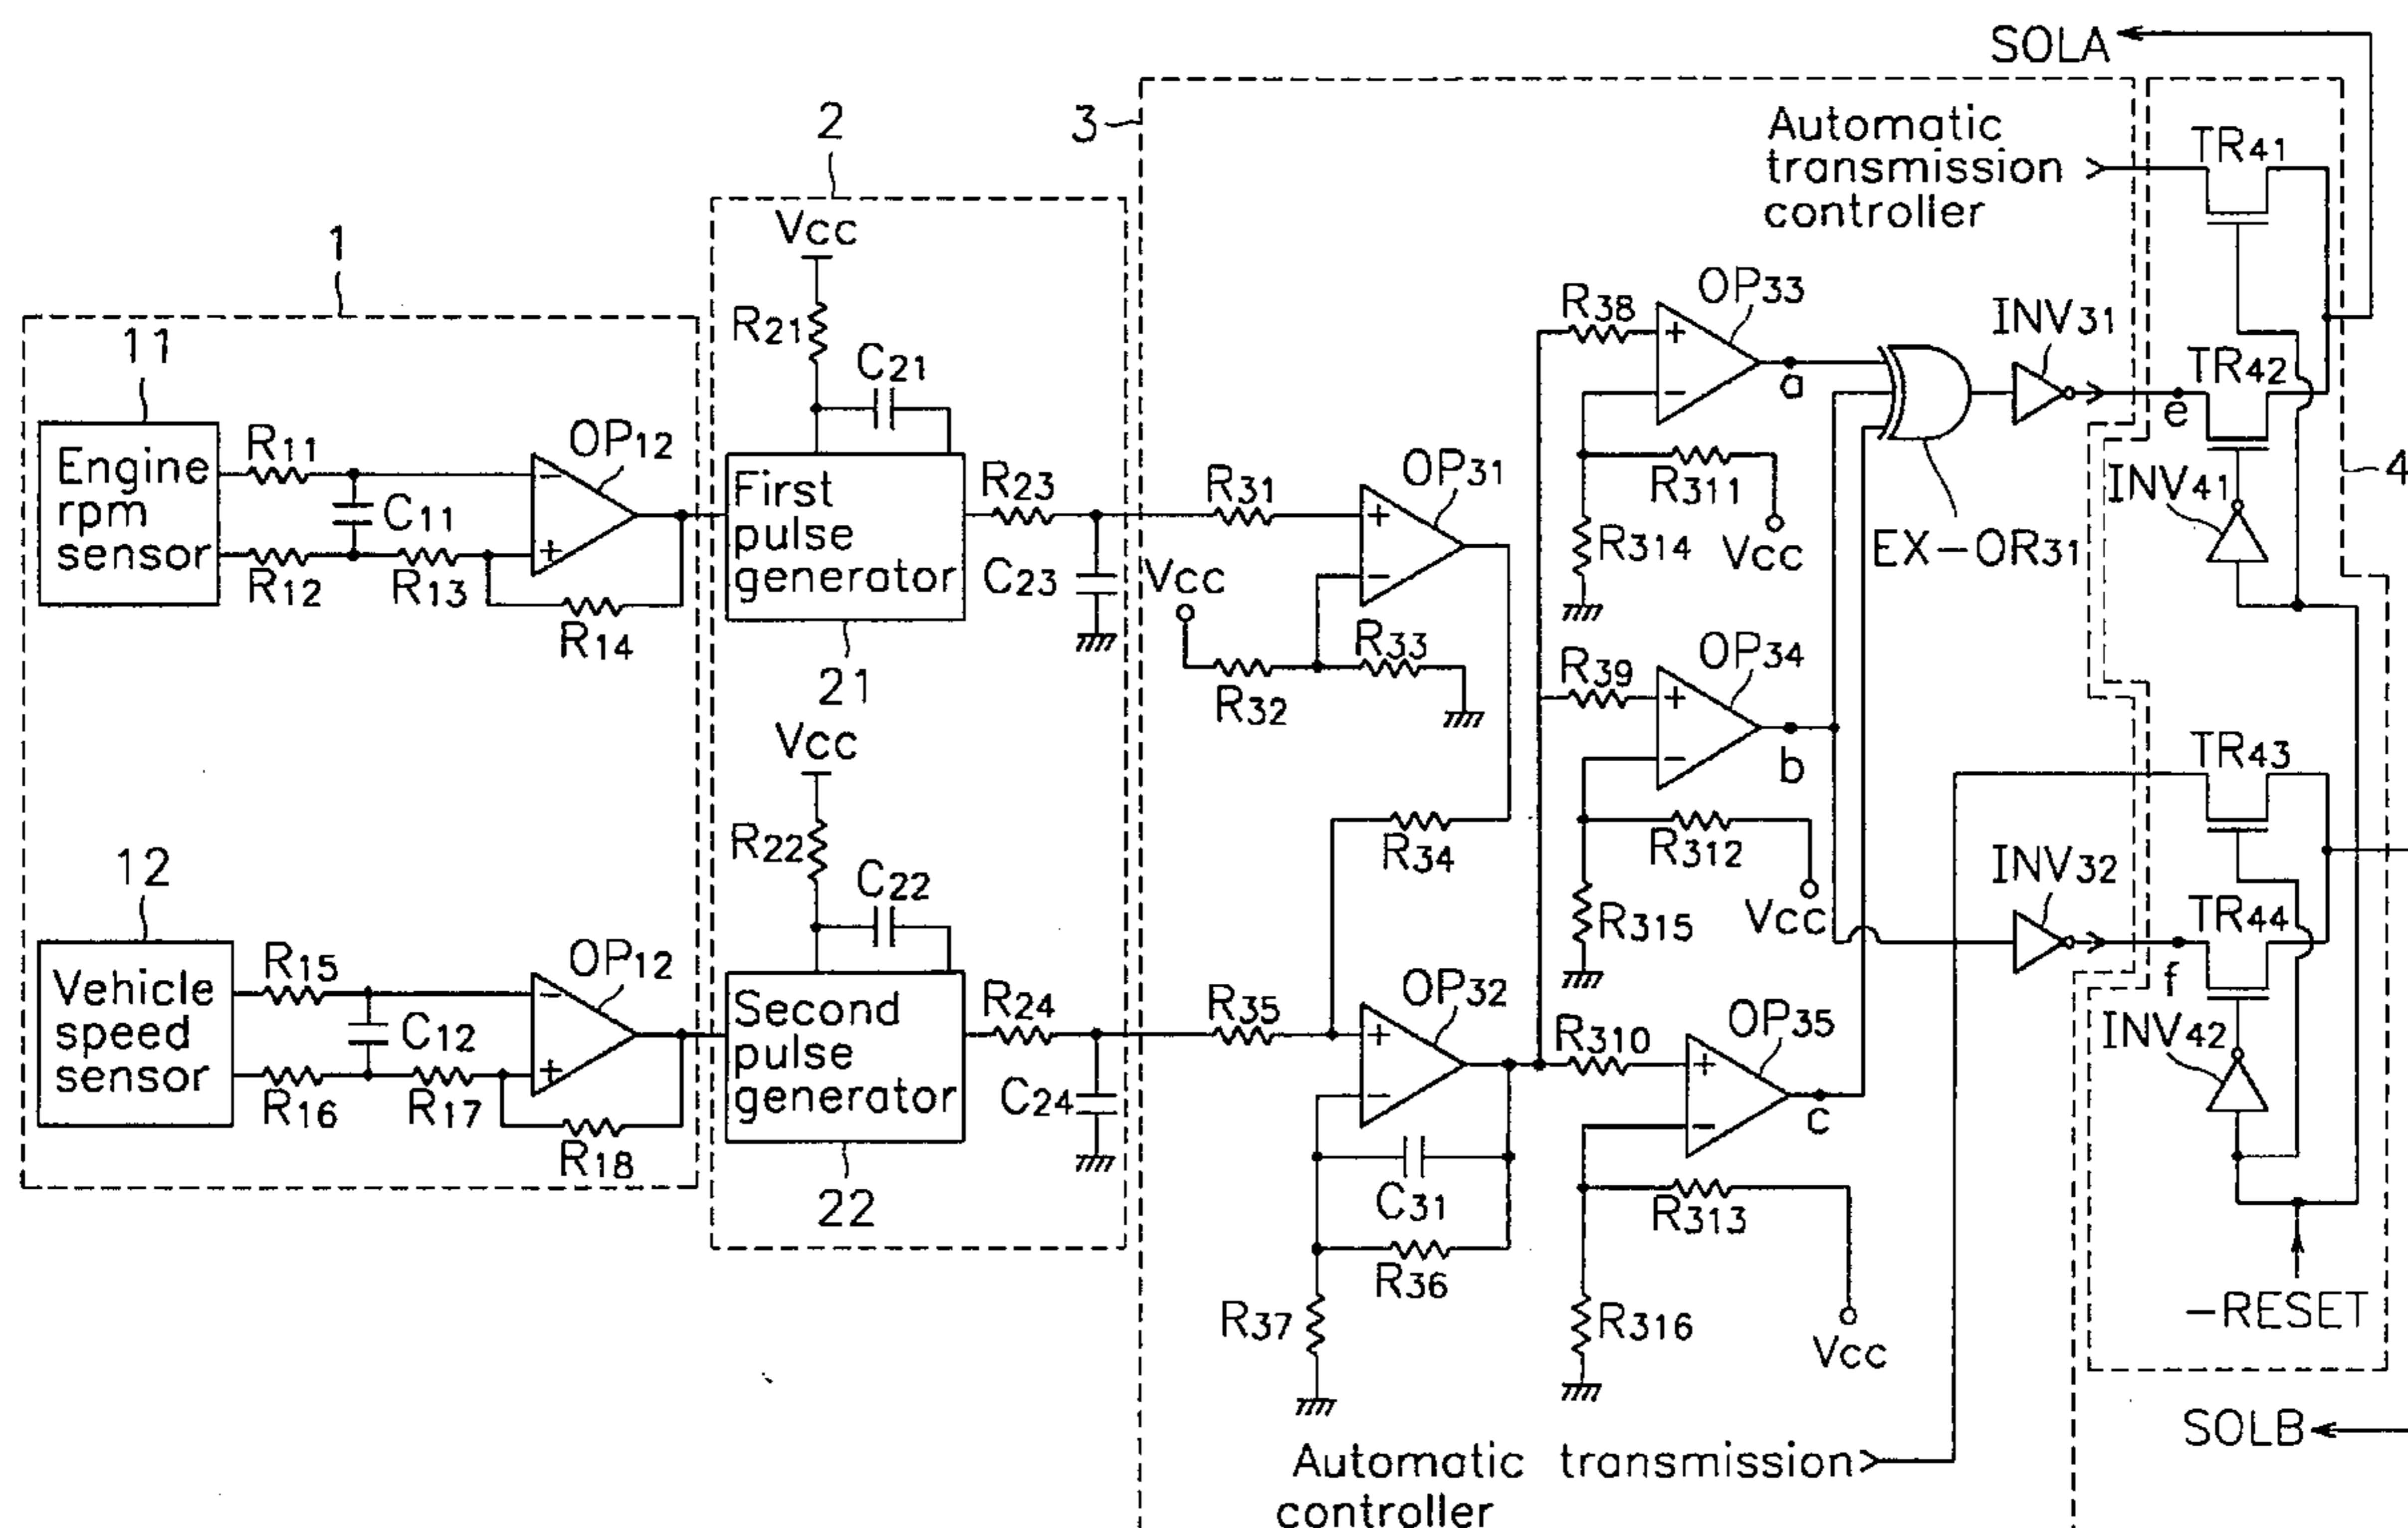 SOLA
Automatic
transmission
controller
TR41
3
4
2
1
Vcc
R21
C21
11
Engine
rpm
sensor
R11
R12
C11
R13
R14
OP12
First
pulse
generator
21
R23
C23
R31
OP31
Vcc
R32
R33
R34
R38
OP33
a
R311
R314
Vcc
EX-OR31
INV31
e
TR42
INV41
R39
OP34
b
R312
R315
Vcc
INV32
f
TR43
TR44
INV42
12
Vehicle
speed
sensor
R15
R16
C12
R17
R18
OP12
Vcc
R22
C22
Second
pulse
generator
22
R24
C24
R35
OP32
C31
R36
R37
R310
OP35
c
R313
R316
Vcc
-RESET
SOLB
Automatic transmission
controller